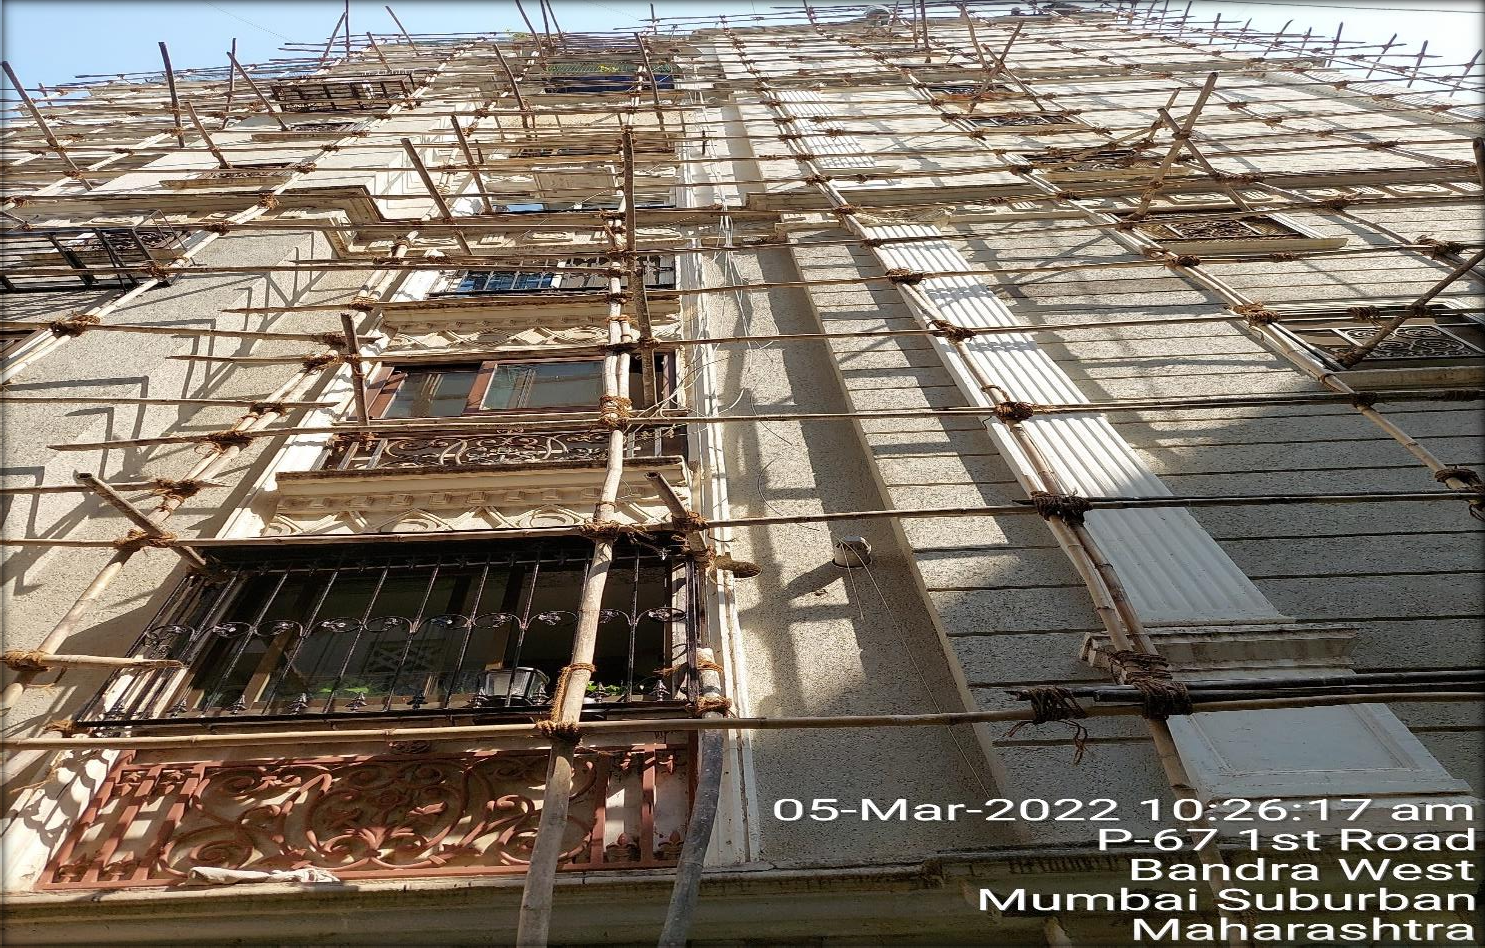 05-Mar-2022 10:26:17 am
P-67 1st Road
Bandra West
Mumbai Suburban
Maharashtra